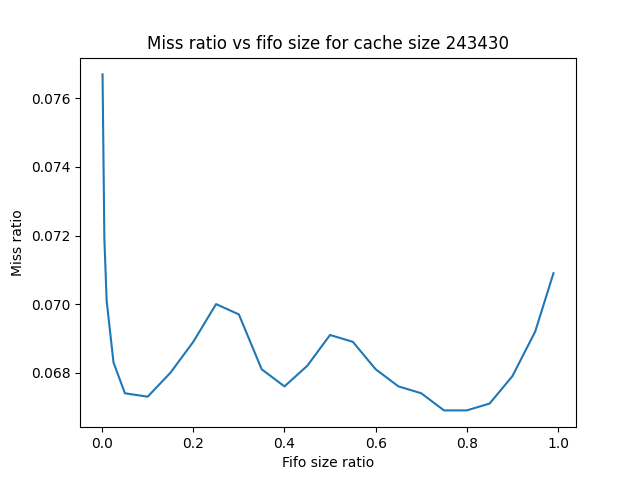 Miss ratio vs fifo size for cache size 243430
0.076
0.074
0.072
0.070
0.068
Miss ratio
0.0 0.2 0.4 0.6 0.8 1.0
Fifo size ratio